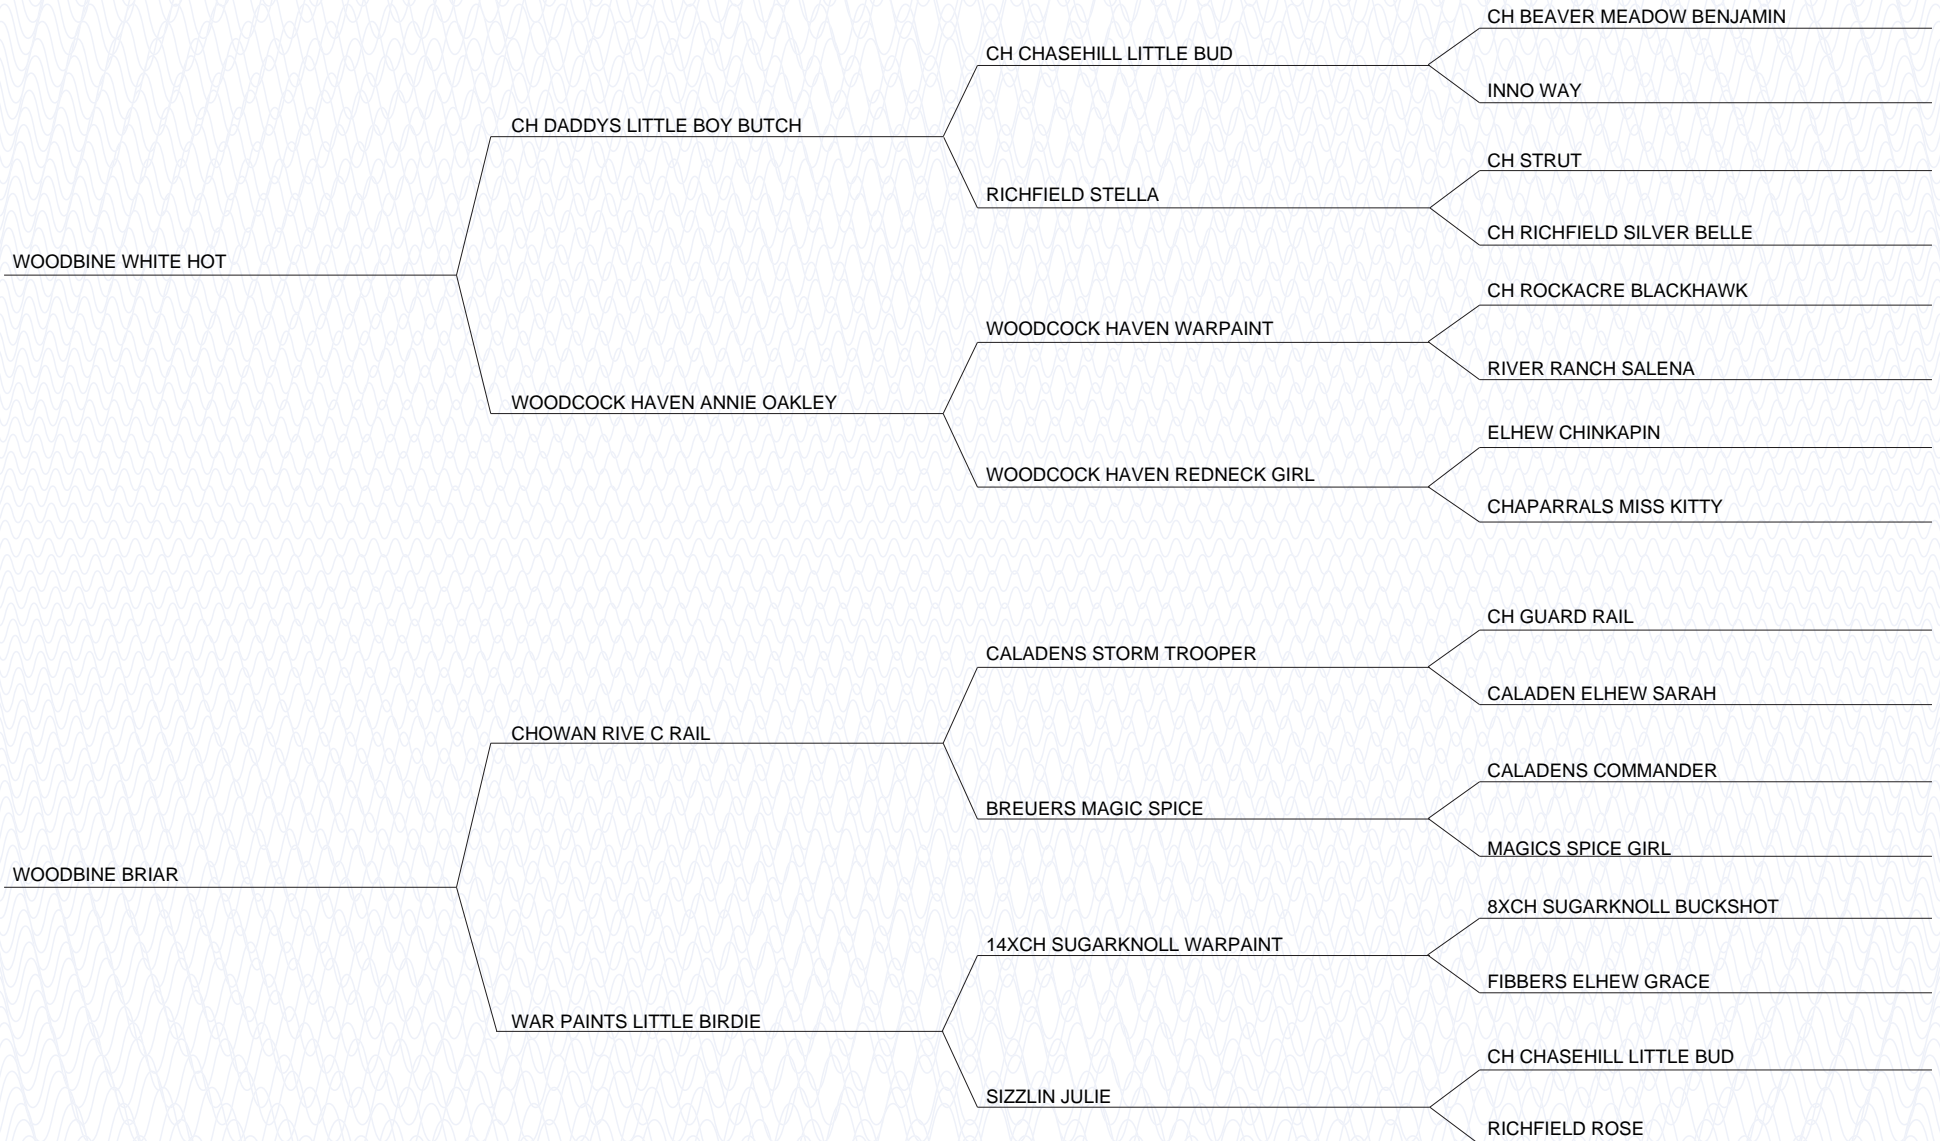 CH BEAVER MEADOW BENJAMIN
CH CHASEHILL LITTLE BUD
INNO WAY
CH DADDYS LITTLE BOY BUTCH
CH STRUT
RICHFIELD STELLA
CH RICHFIELD SILVER BELLE
WOODBINE WHITE HOT
CH ROCKACRE BLACKHAWK
WOODCOCK HAVEN WARPAINT
RIVER RANCH SALENA
WOODCOCK HAVEN ANNIE OAKLEY
ELHEW CHINKAPIN
WOODCOCK HAVEN REDNECK GIRL
CHAPARRALS MISS KITTY
CH GUARD RAIL
CALADENS STORM TROOPER
CALADEN ELHEW SARAH
CHOWAN RIVE C RAIL
CALADENS COMMANDER
BREUERS MAGIC SPICE
MAGICS SPICE GIRL
WOODBINE BRIAR
8XCH SUGARKNOLL BUCKSHOT
14XCH SUGARKNOLL WARPAINT
FIBBERS ELHEW GRACE
WAR PAINTS LITTLE BIRDIE
CH CHASEHILL LITTLE BUD
SIZZLIN JULIE
RICHFIELD ROSE